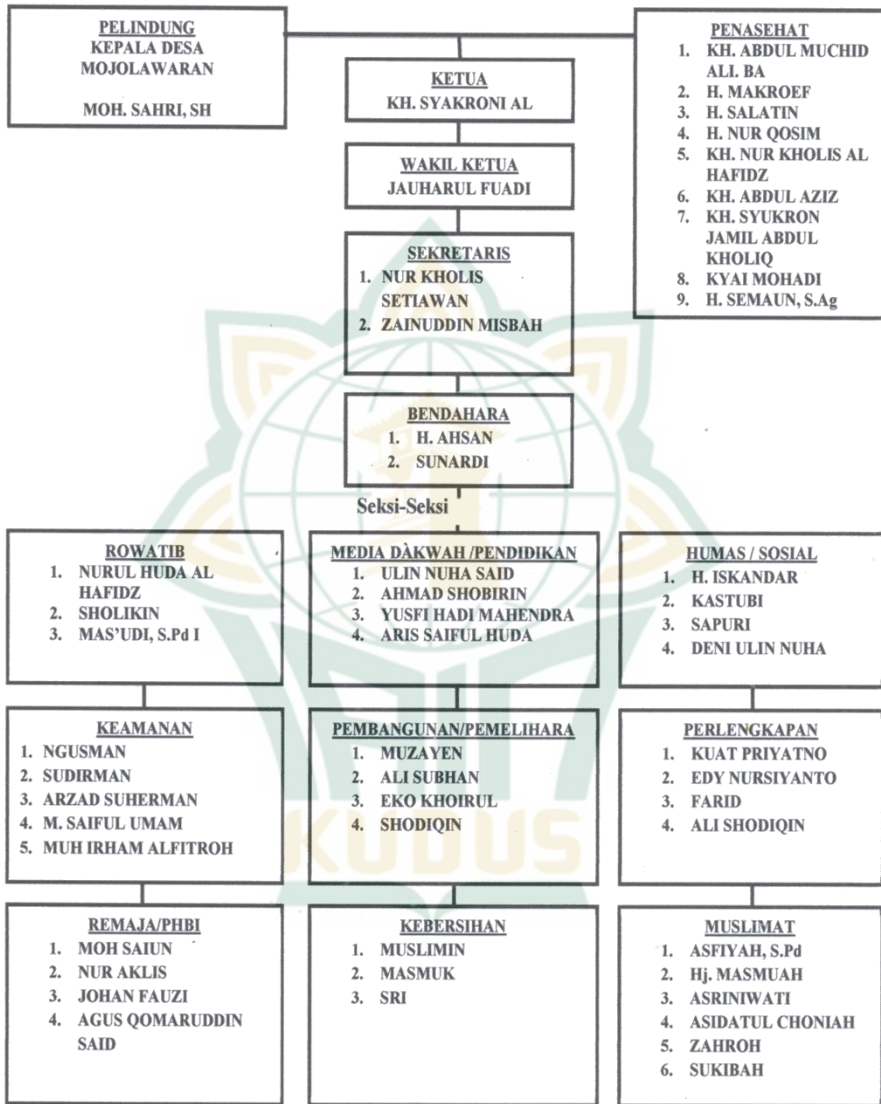 PELINDUNG
KEPALA DESA
MOJOLAWARAN
MOH. SAHRI, SH
KETUA
KH. SYAKRONI AL
PENASEHAT
1. KH. ABDUL MUCHID
ALI. BA
2. H. MAKROEF
3. H. SALATIN
4. H. NUR QOSIM
5. KH. NUR KHOLIS AL
HAFIDZ
6. KH. ABDUL AZIZ
7. KH. SYUKRON
JAMIL ABDUL
KHOLIQ
8. KYAI MOHADI
9. H. SEMAUN, S.Ag
WAKIL KETUA
JAUHARUL FUADI
SEKRETARIS
1. NUR KHOLIS
SETIAWAN
2. ZAINUDDIN MISBAH
BENDAHARA
1. H. AHSAN
2. SUNARDI
Seksi-Seksi
ROWATIB
1. NURUL HUDA AL
HAFIDZ
2. SHOLIKIN
3. MAS'UDI, S.Pd I
MEDIA DAKWAH /PENDIDIKAN
1. ULIN NUHA SAID
2. AHMAD SHOBIRIN
3. YUSFI HADI MAHENDRA
4. ARIS SAIFUL HUDA
HUMAS / SOSIAL
1. H. ISKANDAR
2. KASTUBI
3. SAPURI
4. DENI ULIN NUHA
KEAMANAN
1. NGUSMAN
2. SUDIRMAN
3. ARZAD SUHERMAN
4. M. SAIFUL UMAM
5. MUH IRHAM ALFITROH
PEMBANGUNAN/PEMELIHARA
1. MUZAYEN
2. ALI SUBHAN
3. EKO KHOIRUL
4. SHODIQIN
PERLENGKAPAN
1. KUAT PRIYATNO
2. EDY NURSIYANTO
3. FARID
4. ALI SHODIQIN
KUDUS
REMAJA/PHBI
1. MOH SAIUN
2. NUR AKLIS
3. JOHAN FAUZI
4. AGUS QOMARUDDIN
SAID
KEBERSIHAN
1. MUSLIMIN
2. MASMUK
3. SRI
MUSLIMAT
1. ASFIYAH, S.Pd
2. Hj. MASMUAH
3. ASRINIWATI
4. ASIDATUL CHONIAH
5. ZAHROH
6. SUKIBAH